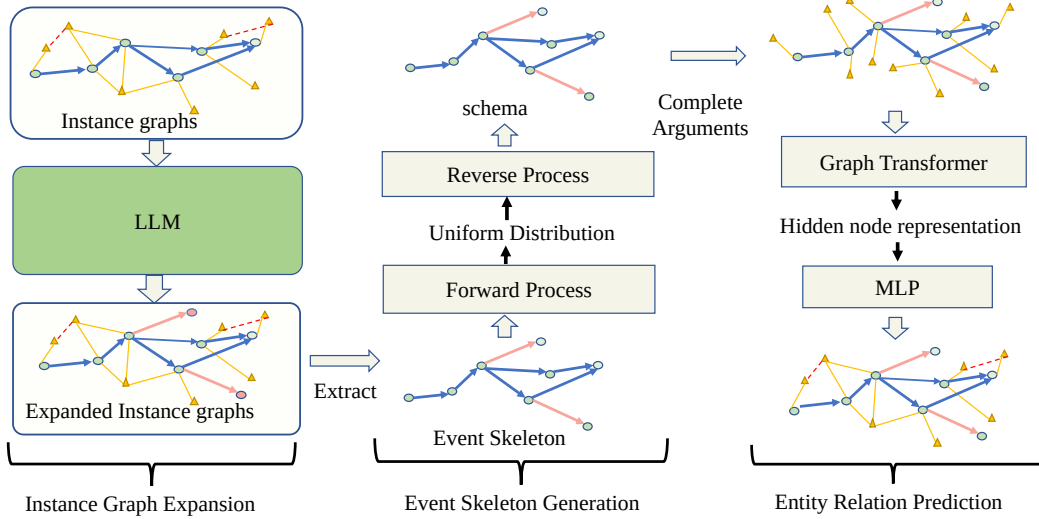 Instance graphs
LLM
Expanded Instance graphs
Instance Graph Expansion
Extract
schema
Reverse Process
Uniform Distribution
Forward Process
Event Skeleton
Event Skeleton Generation
Complete
Arguments
Graph Transformer
Hidden node representation
MLP
Entity Relation Prediction